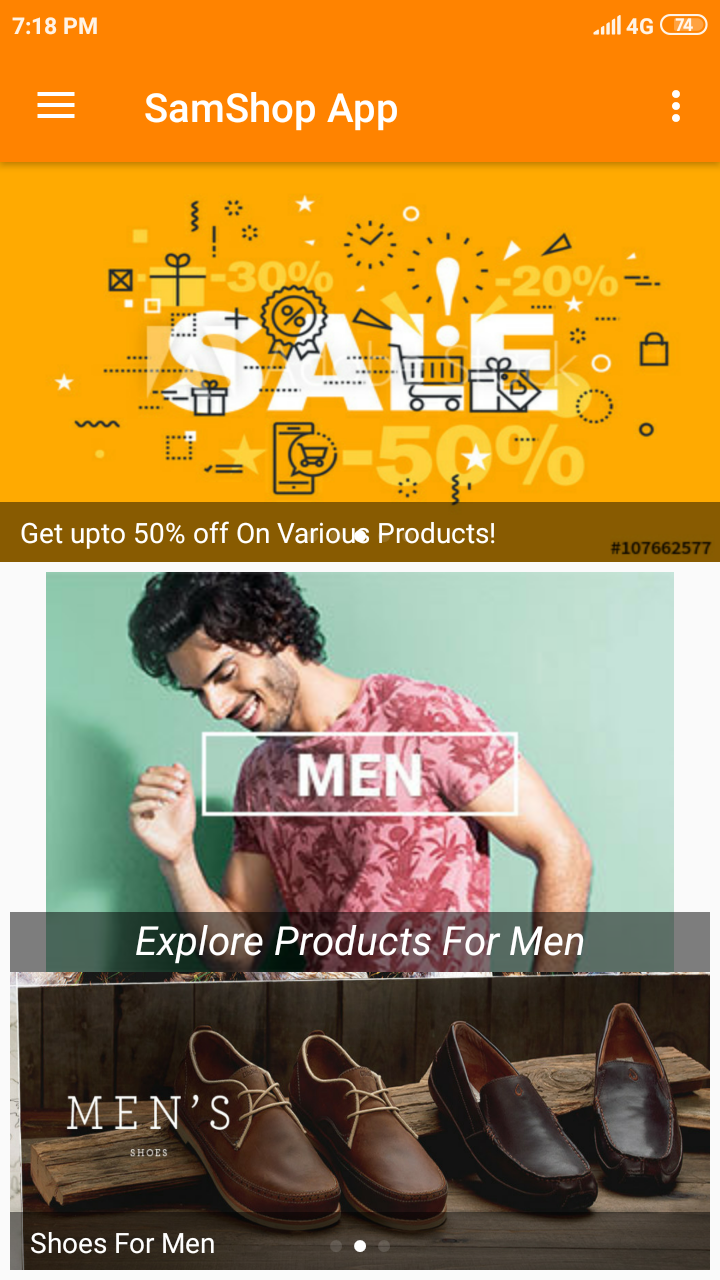 7:18 PM
4G 74
SamShop App
-30%
-20%
%
SALE!
-50%
Get upto 50% off On Various Products!
#107662577
MEN
Explore Products For Men
MEN'S
SHOES
Shoes For Men